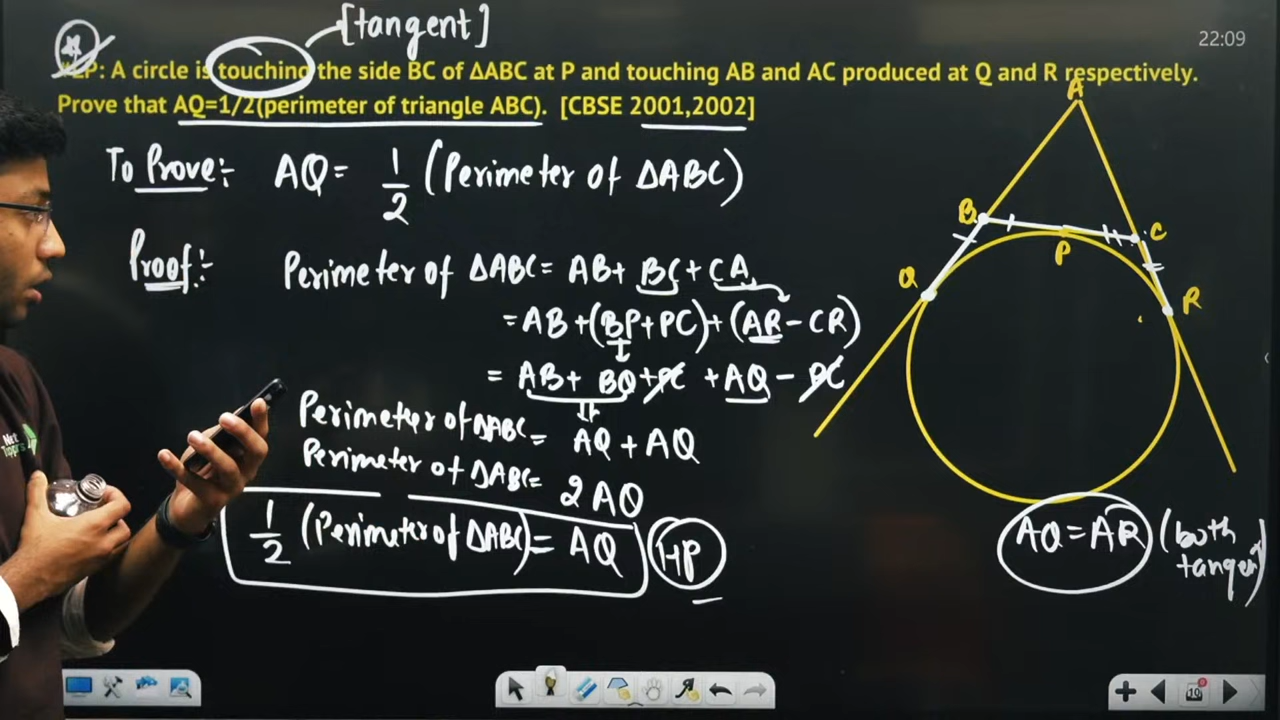 [tangent]
22:09
: A circle is touching the side BC of ΔABC at P and touching AB and AC produced at Q and R respectively.
Prove that AQ=1/2(perimeter of triangle ABC). [CBSE 2001,2002]
To Prove:- AQ= 1/2 (Perimeter of ΔABC)
Proof:- Perimeter of ΔABC = AB+ BC + CA
= AB +(BP+PC)+(AR-CR)
= AB+ BQ+PC +AQ- PC
Perimeter of ΔABC = AQ + AQ
Perimeter of ΔABC = 2AQ
1/2 (Perimeter of ΔABC) = AQ HP
A
B
C
P
Q
R
AQ = AR (both
tangent)
10